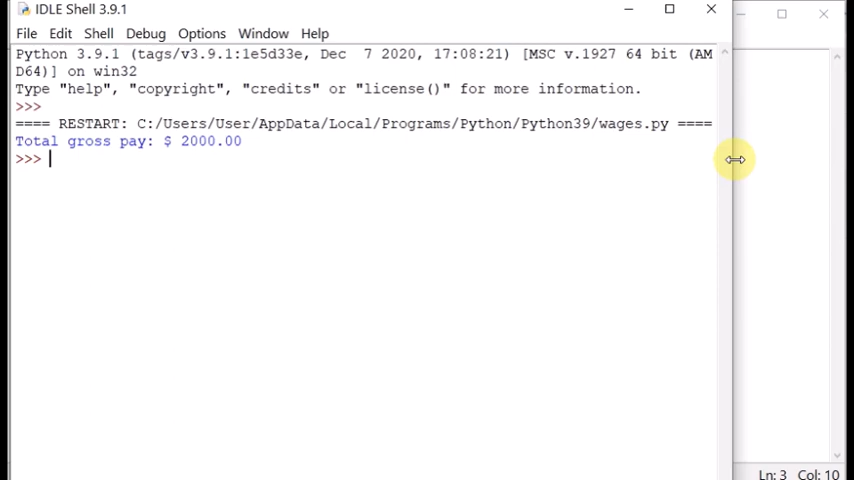 IDLE Shell 3.9.1
File Edit Shell Debug Options Window Help
Python 3.9.1 (tags/v3.9.1:1e5d33e, Dec  7 2020, 17:08:21) [MSC v.1927 64 bit (AM
D64)] on win32
Type "help", "copyright", "credits" or "license()" for more information.
>>>
==== RESTART: C:/Users/User/AppData/Local/Programs/Python/Python39/wages.py ====
Total gross pay: $ 2000.00
>>>
Ln: 3 Col: 10